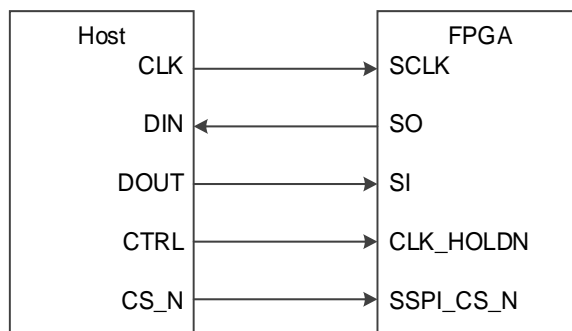 Host FPGA
CLK SCLK
DIN SO
DOUT SI
CTRL CLK_HOLDN
CS_N SSPI_CS_N